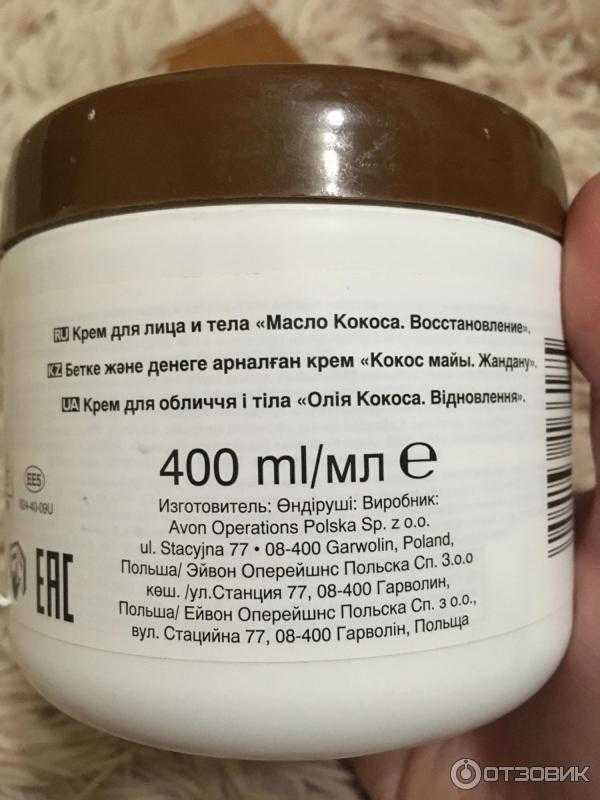 RU Крем для лица и тела «Масло Кокоса. Восстановление».
KZ Бетке және денеге арналған крем «Кокос майы. Жандану».
UA Крем для обличчя і тіла «Олія Кокоса. Відновлення».
400 ml/мл ℮
Изготовитель: Өндіруші: Виробник:
Avon Operations Polska Sp. z o.o.
ul. Stacyjna 77 • 08-400 Garwolin, Poland,
Польша/ Эйвон Оперейшнс Польска Сп. З.о.о
көш. /ул.Станция 77, 08-400 Гарволин,
Польша/ Ейвон Оперейшнс Польска Сп. з о.о.,
вул. Стаційна 77, 08-400 Гарволін, Польща
EE5
EAC
ОТЗОВИК